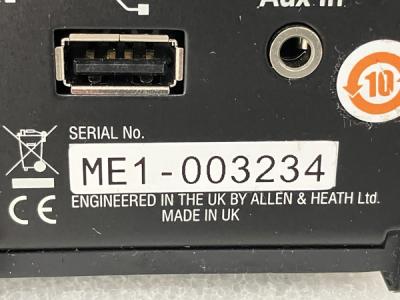 Aux In
10
SERIAL No.
ME1-003234
CE
ENGINEERED IN THE UK BY ALLEN & HEATH Ltd.
MADE IN UK